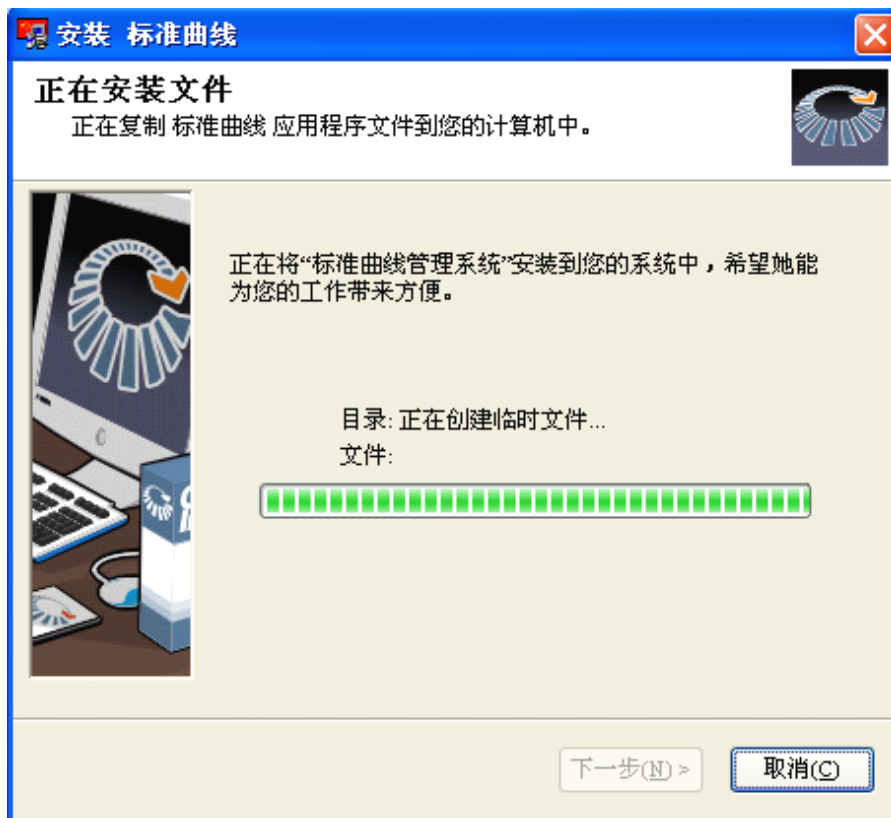 安装 标准曲线
正在安装文件
正在复制 标准曲线 应用程序文件到您的计算机中。
正在将“标准曲线管理系统”安装到您的系统中，希望她能
为您的工作带来方便。
目录: 正在创建临时文件...
文件:
下一步(N) >
取消(C)